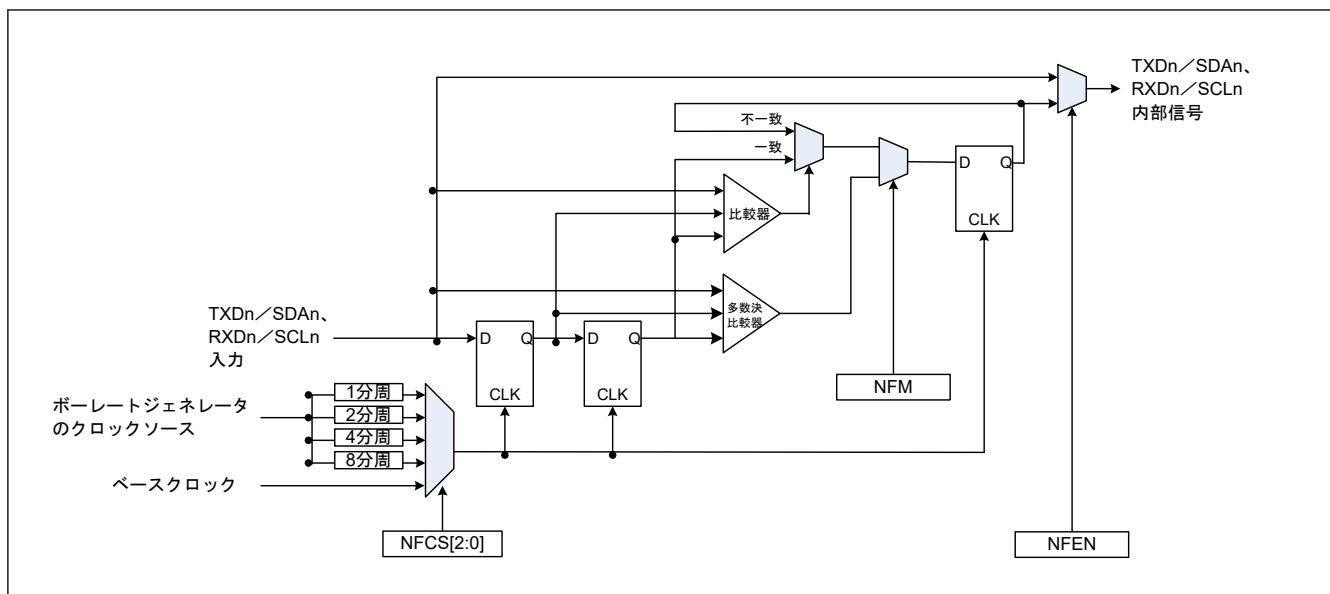 TXDn／SDAn、
RXDn／SCLn
内部信号
不一致
一致
D
Q
CLK
比較器
多数決
比較器
TXDn／SDAn、
RXDn／SCLn
入力
D
Q
CLK
D
Q
CLK
NFM
ボーレートジェネレータ
のクロックソース
1分周
2分周
4分周
8分周
ベースクロック
NFCS[2:0]
NFEN